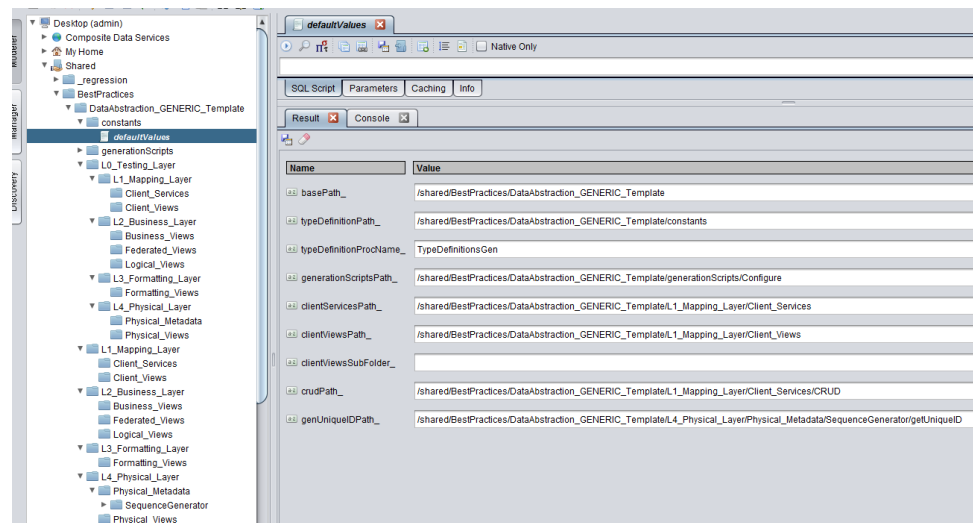 Modeler
Manager
Discovery
Desktop (admin)
Composite Data Services
My Home
Shared
_regression
BestPractices
DataAbstraction_GENERIC_Template
constants
defaultValues
generationScripts
L0_Testing_Layer
L1_Mapping_Layer
Client_Services
Client_Views
L2_Business_Layer
Business_Views
Federated_Views
Logical_Views
L3_Formatting_Layer
Formatting_Views
L4_Physical_Layer
Physical_Metadata
Physical_Views
L1_Mapping_Layer
Client_Services
Client_Views
L2_Business_Layer
Business_Views
Federated_Views
Logical_Views
L3_Formatting_Layer
Formatting_Views
L4_Physical_Layer
Physical_Metadata
SequenceGenerator
Physical_Views
defaultValues
Native Only
SQL Script Parameters Caching Info
Result Console
Name Value
basePath_ /shared/BestPractices/DataAbstraction_GENERIC_Template
typeDefinitionPath_ /shared/BestPractices/DataAbstraction_GENERIC_Template/constants
typeDefinitionProcName_ TypeDefinitionsGen
generationScriptsPath_ /shared/BestPractices/DataAbstraction_GENERIC_Template/generationScripts/Configure
clientServicesPath_ /shared/BestPractices/DataAbstraction_GENERIC_Template/L1_Mapping_Layer/Client_Services
clientViewsPath_ /shared/BestPractices/DataAbstraction_GENERIC_Template/L1_Mapping_Layer/Client_Views
clientViewsSubFolder_
crudPath_ /shared/BestPractices/DataAbstraction_GENERIC_Template/L1_Mapping_Layer/Client_Services/CRUD
genUniqueIDPath_ /shared/BestPractices/DataAbstraction_GENERIC_Template/L4_Physical_Layer/Physical_Metadata/SequenceGenerator/getUniqueID